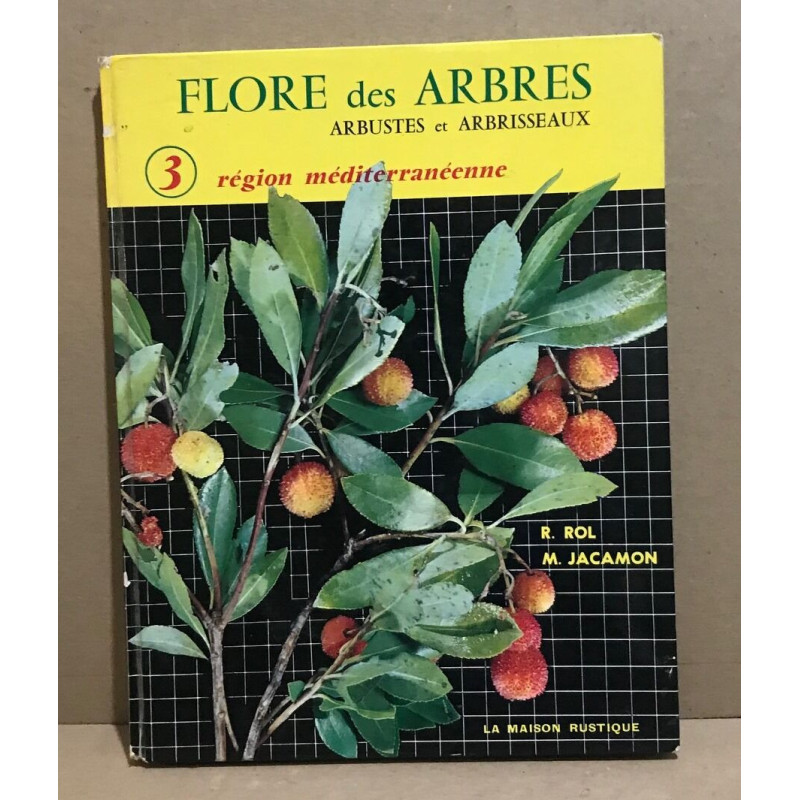 FLORE des ARBRES
ARBUSTES et ARBRISSEAUX
3 région méditerranéenne
R. ROL
M. JACAMON
LA MAISON RUSTIQUE